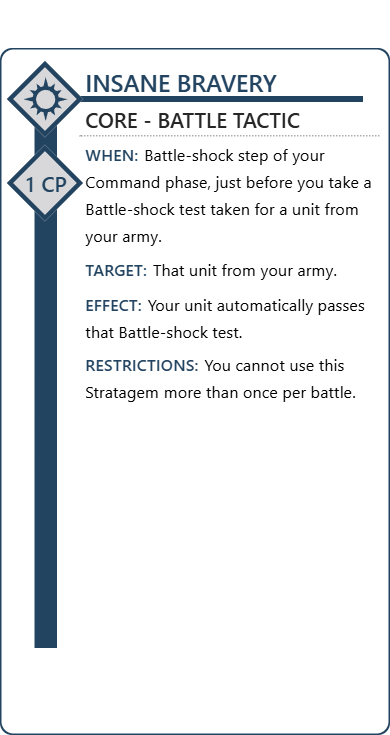 INSANE BRAVERY
CORE - BATTLE TACTIC
1 CP
WHEN: Battle-shock step of your
Command phase, just before you take a
Battle-shock test taken for a unit from
your army.
TARGET: That unit from your army.
EFFECT: Your unit automatically passes
that Battle-shock test.
RESTRICTIONS: You cannot use this
Stratagem more than once per battle.